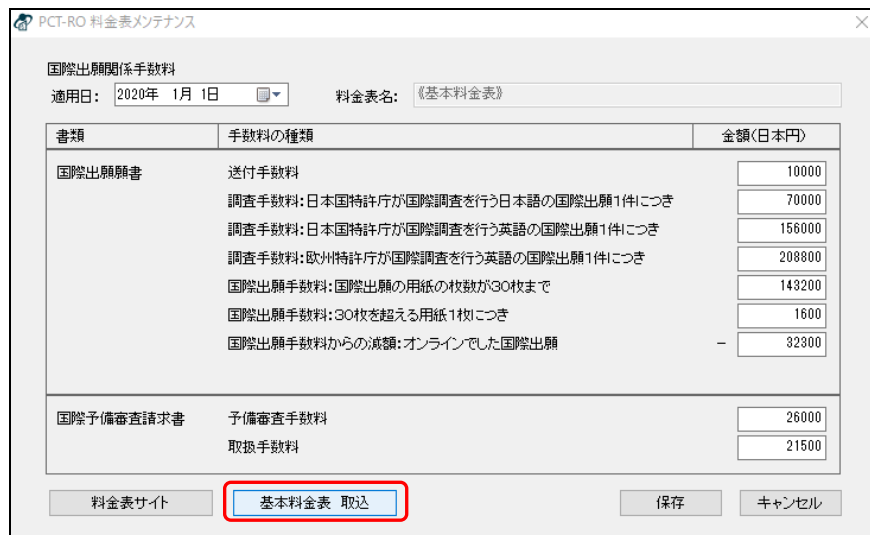 PCT-RO 料金表メンテナンス
国際出願関係手数料
適用日: 2020年 1月 1日 料金表名: 《基本料金表》
書類 手数料の種類 金額(日本円)
国際出願願書 送付手数料 10000
調査手数料:日本国特許庁が国際調査を行う日本語の国際出願1件につき 70000
調査手数料:日本国特許庁が国際調査を行う英語の国際出願1件につき 156000
調査手数料:欧州特許庁が国際調査を行う英語の国際出願1件につき 208800
国際出願手数料:国際出願の用紙の枚数が30枚まで 143200
国際出願手数料:30枚を超える用紙1枚につき 1600
国際出願手数料からの減額:オンラインでした国際出願 − 32300
国際予備審査請求書 予備審査手数料 26000
取扱手数料 21500
料金表サイト 基本料金表 取込 保存 キャンセル